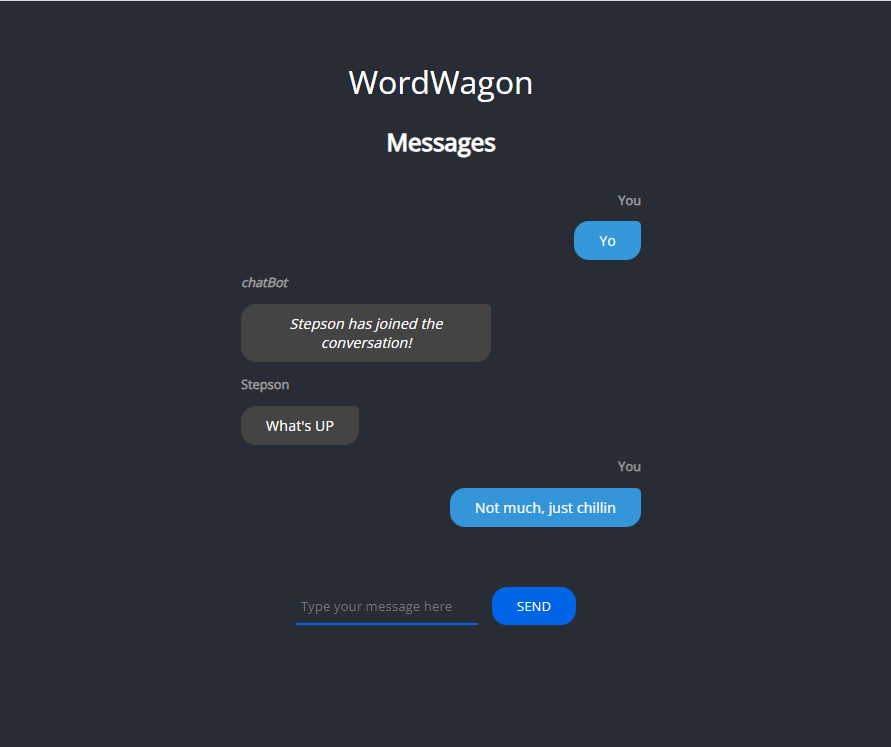 WordWagon
Messages
You
Yo
chatBot
Stepson has joined the
conversation!
Stepson
What's UP
You
Not much, just chillin
Type your message here
SEND